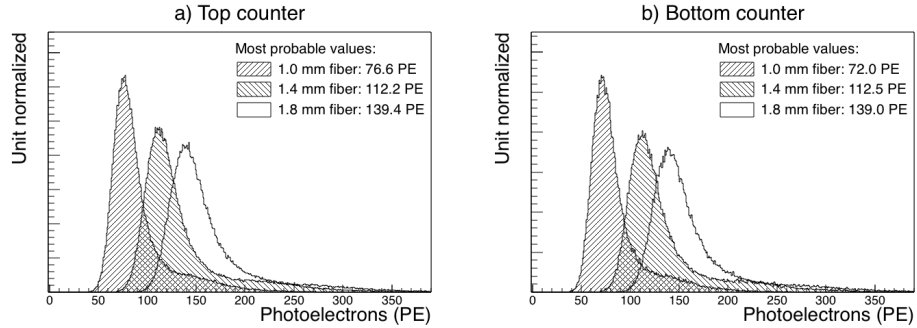 a) Top counter
Unit normalized
Most probable values:
1.0 mm fiber: 76.6 PE
1.4 mm fiber: 112.2 PE
1.8 mm fiber: 139.4 PE
0 50 100 150 200 250 300 350
Photoelectrons (PE)
b) Bottom counter
Unit normalized
Most probable values:
1.0 mm fiber: 72.0 PE
1.4 mm fiber: 112.5 PE
1.8 mm fiber: 139.0 PE
0 50 100 150 200 250 300 350
Photoelectrons (PE)